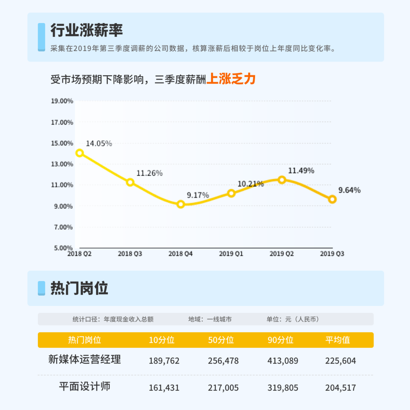 行业涨薪率
采集在2019年第三季度调薪的公司数据，核算涨薪后相较于岗位上年度同比变化率。
受市场预期下降影响，三季度薪酬上涨乏力
19.00%
17.00%
15.00%
13.00%
11.00%
9.00%
7.00%
5.00%
14.05%
11.26%
9.17%
10.21%
11.49%
9.64%
2018 Q2 2018 Q3 2018 Q4 2019 Q1 2019 Q2 2019 Q3
热门岗位
统计口径：年度现金收入总额 地域：一线城市 单位：元（人民币）
热门岗位 10分位 50分位 90分位 平均值
新媒体运营经理 189,762 256,478 413,089 225,604
平面设计师 161,431 217,005 319,805 204,517